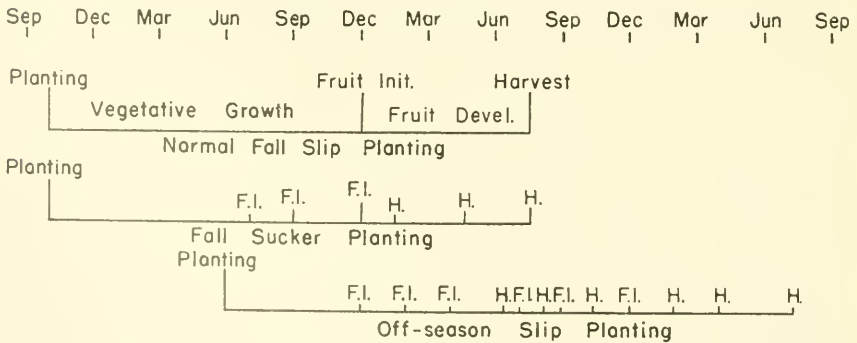 Sep Dec Mar Jun Sep Dec Mar Jun Sep Dec Mar Jun Sep
Planting Fruit Init. Harvest
Vegetative Growth Fruit Devel.
Normal Fall Slip Planting
Planting
F.I. F.I. F.I. H. H. H.
Fall Sucker Planting
Planting
F.I. F.I. F.I. H. F.I. H. F.I. H. F.I. H. H. H.
Off-season Slip Planting